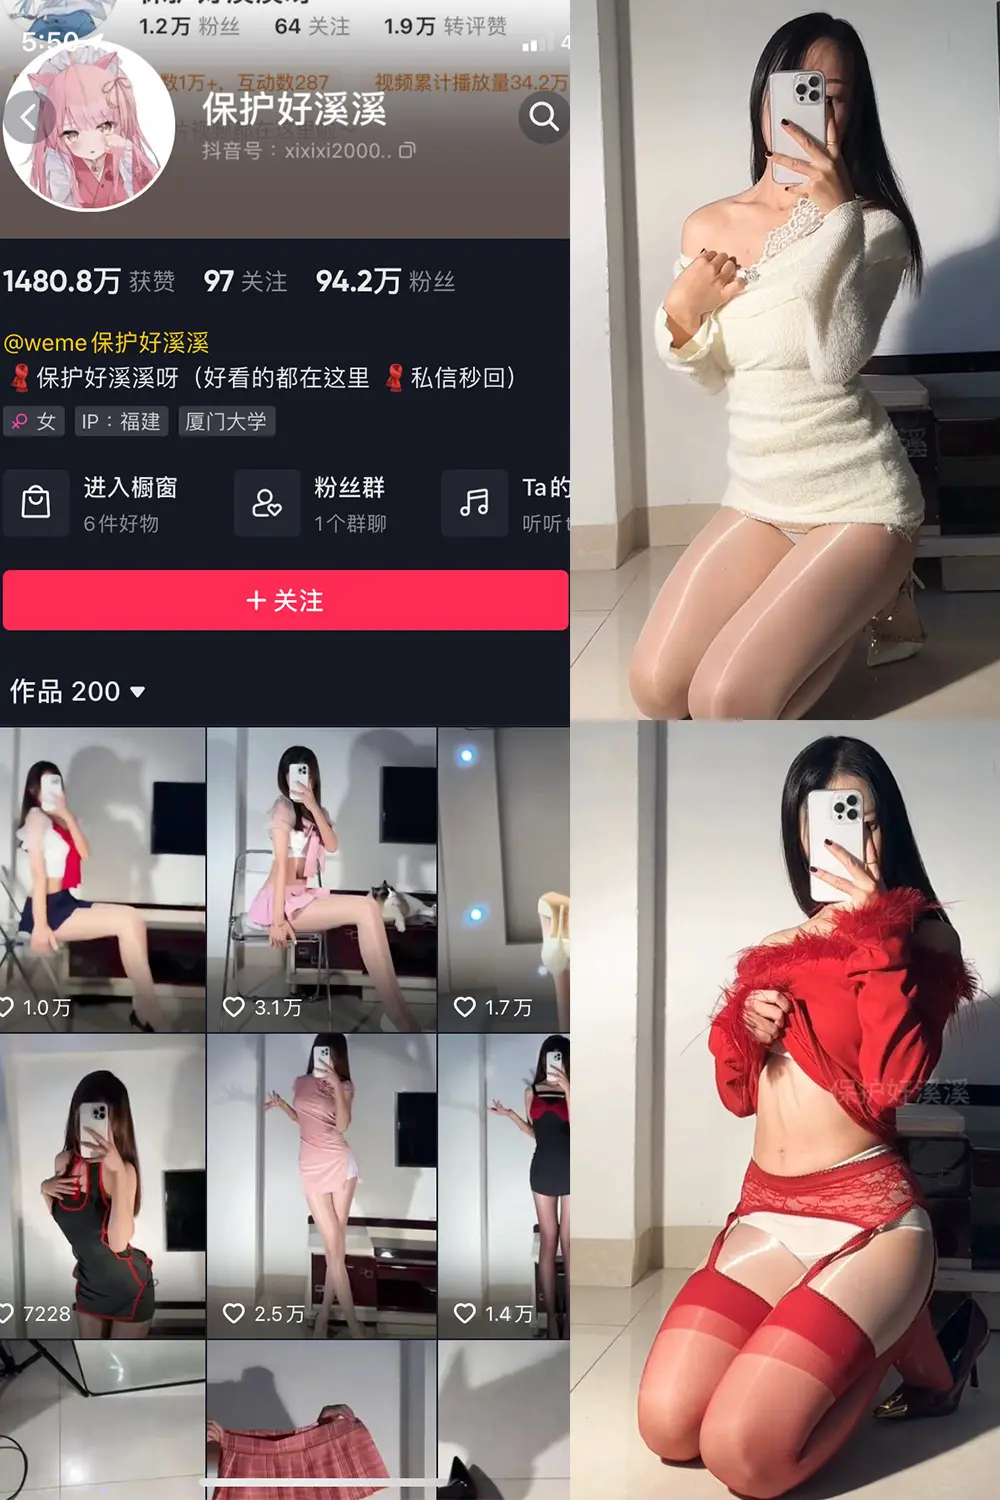 1.2万 粉丝 64 关注 1.9万 转评赞
5:50
数1万+，互动数287 视频累计播放量34.2万
保护好溪溪
抖音号：xixixi2000..
1480.8万 获赞 97 关注 94.2万 粉丝
@weme保护好溪溪
保护好溪溪呀（好看的都在这里 私信秒回）
女 IP：福建 厦门大学
进入橱窗 粉丝群 Ta的
6件好物 1个群聊 听听
+ 关注
作品 200
1.0万 3.1万 1.7万
7228 2.5万 1.4万
保护好溪溪